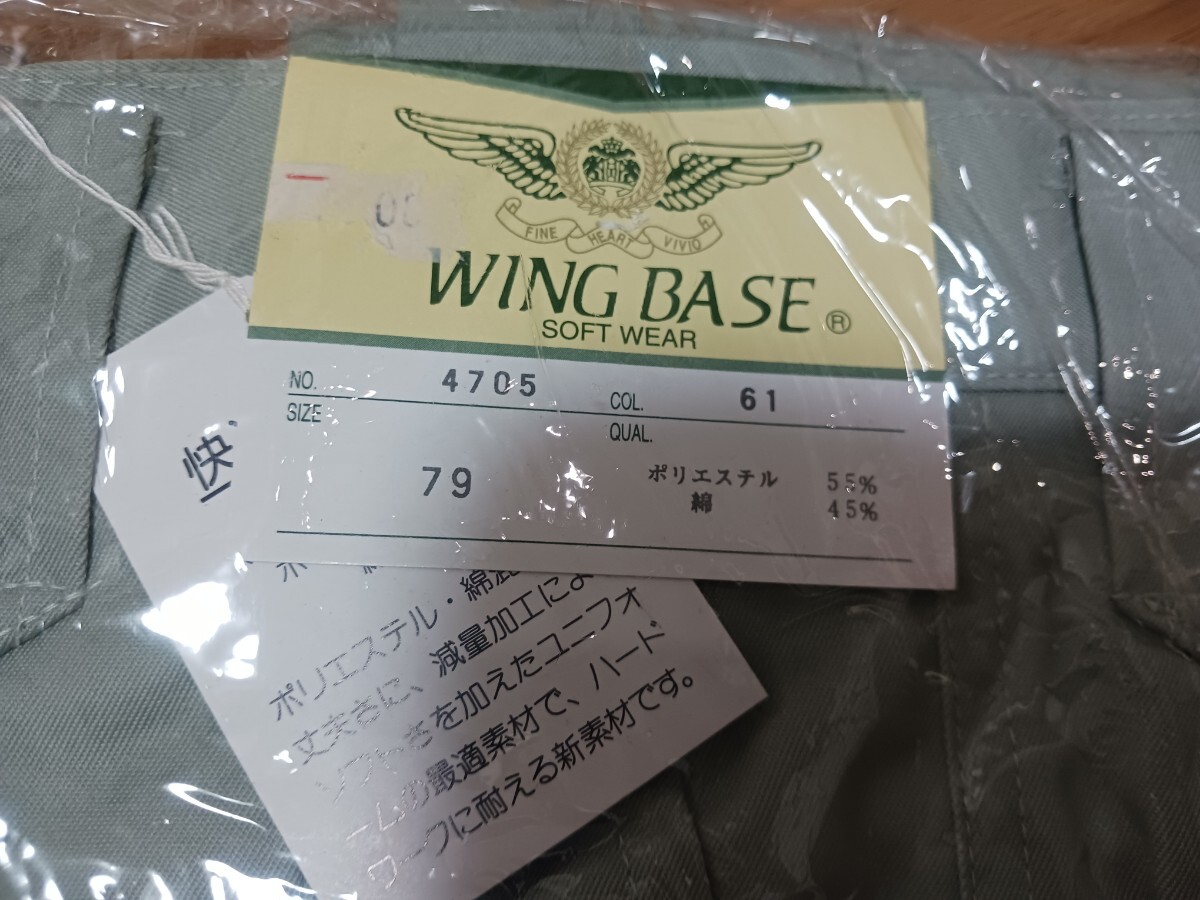 FINE HEART VIVIO
WING BASE ®
SOFT WEAR
NO. 4705
COL. 61
SIZE 79
QUAL.
ポリエステル 55%
綿 45%
快
ポリエステル・綿混
丈夫さに、減量加工によ
ソフトさを加えたユニフォ
ームの最適素材で、ハード
ワークに耐える新素材です。